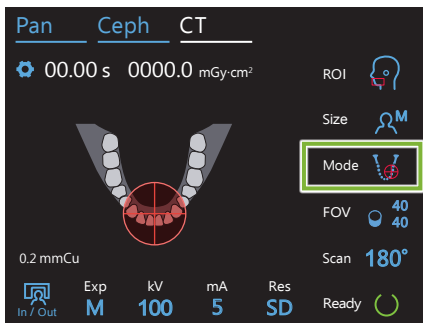 Pan Ceph CT
00.00 s 0000.0 mGy·cm²
ROI
Size M
Mode
FOV 40
40
0.2 mmCu
Scan 180°
Exp kV mA Res
In / Out M 100 5 SD
Ready